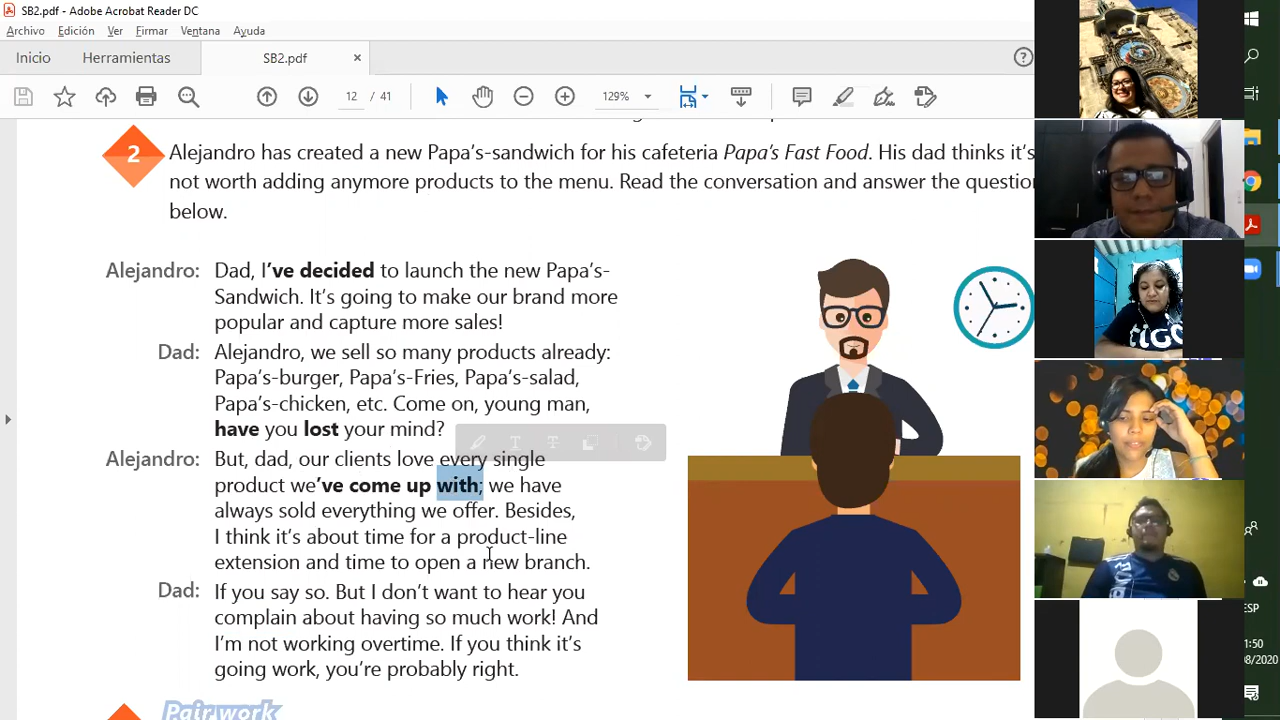 SB2.pdf - Adobe Acrobat Reader DC
Archivo Edición Ver Firmar Ventana Ayuda
Inicio Herramientas SB2.pdf ×
12 / 41 129%
2 Alejandro has created a new Papa's-sandwich for his cafeteria Papa's Fast Food. His dad thinks it's
not worth adding anymore products to the menu. Read the conversation and answer the question
below.
Alejandro: Dad, I've decided to launch the new Papa's-
Sandwich. It's going to make our brand more
popular and capture more sales!
Dad: Alejandro, we sell so many products already:
Papa's-burger, Papa's-Fries, Papa's-salad,
Papa's-chicken, etc. Come on, young man,
have you lost your mind?
Alejandro: But, dad, our clients love every single
product we've come up with; we have
always sold everything we offer. Besides,
I think it's about time for a product-line
extension and time to open a new branch.
Dad: If you say so. But I don't want to hear you
complain about having so much work! And
I'm not working overtime. If you think it's
going work, you're probably right.
Pair work
tigo
ESP
1:50
08/2020